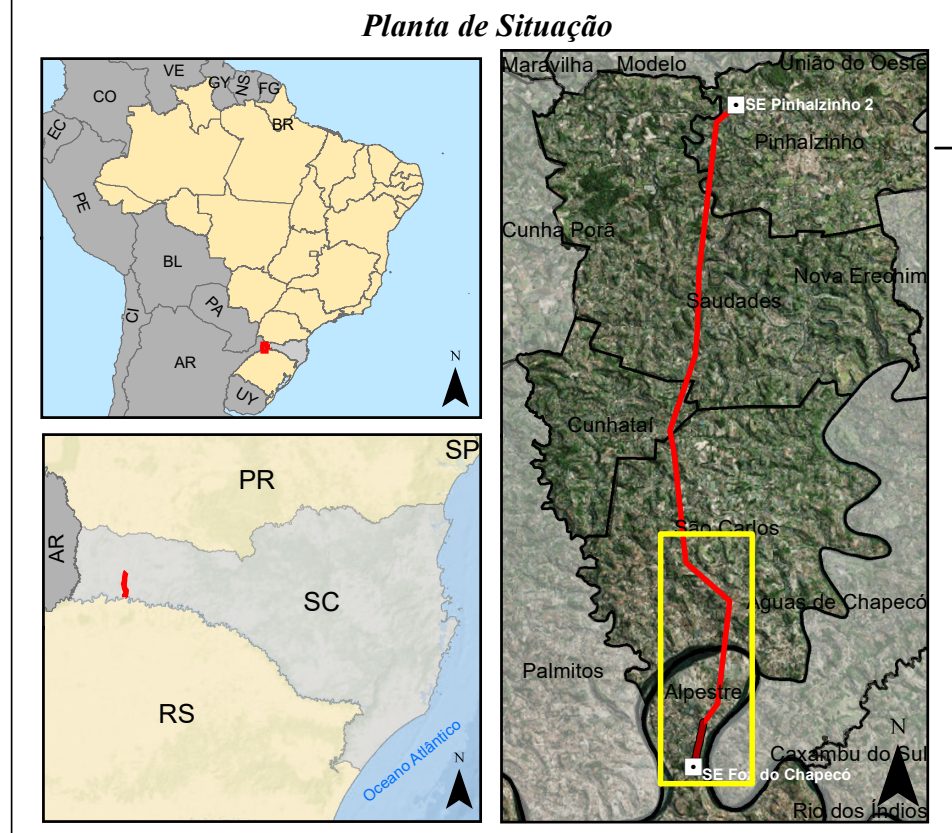 Planta de Situação
VE
GY
NS
FG
CO
BR
EC
PE
BL
PA
CI
AR
UY
N
SP
PR
AR
SC
RS
Oceano Atlântico
N
Maravilha
Modelo
União do Oeste
SE Pinhalzinho 2
Pinhalzinho
Cunha Porã
Nova Erechim
Saudades
Cunhataí
São Carlos
Águas de Chapecó
Palmitos
Alpestre
N
Caxambu do Sul
SE Foz do Chapecó
Rio dos Índios